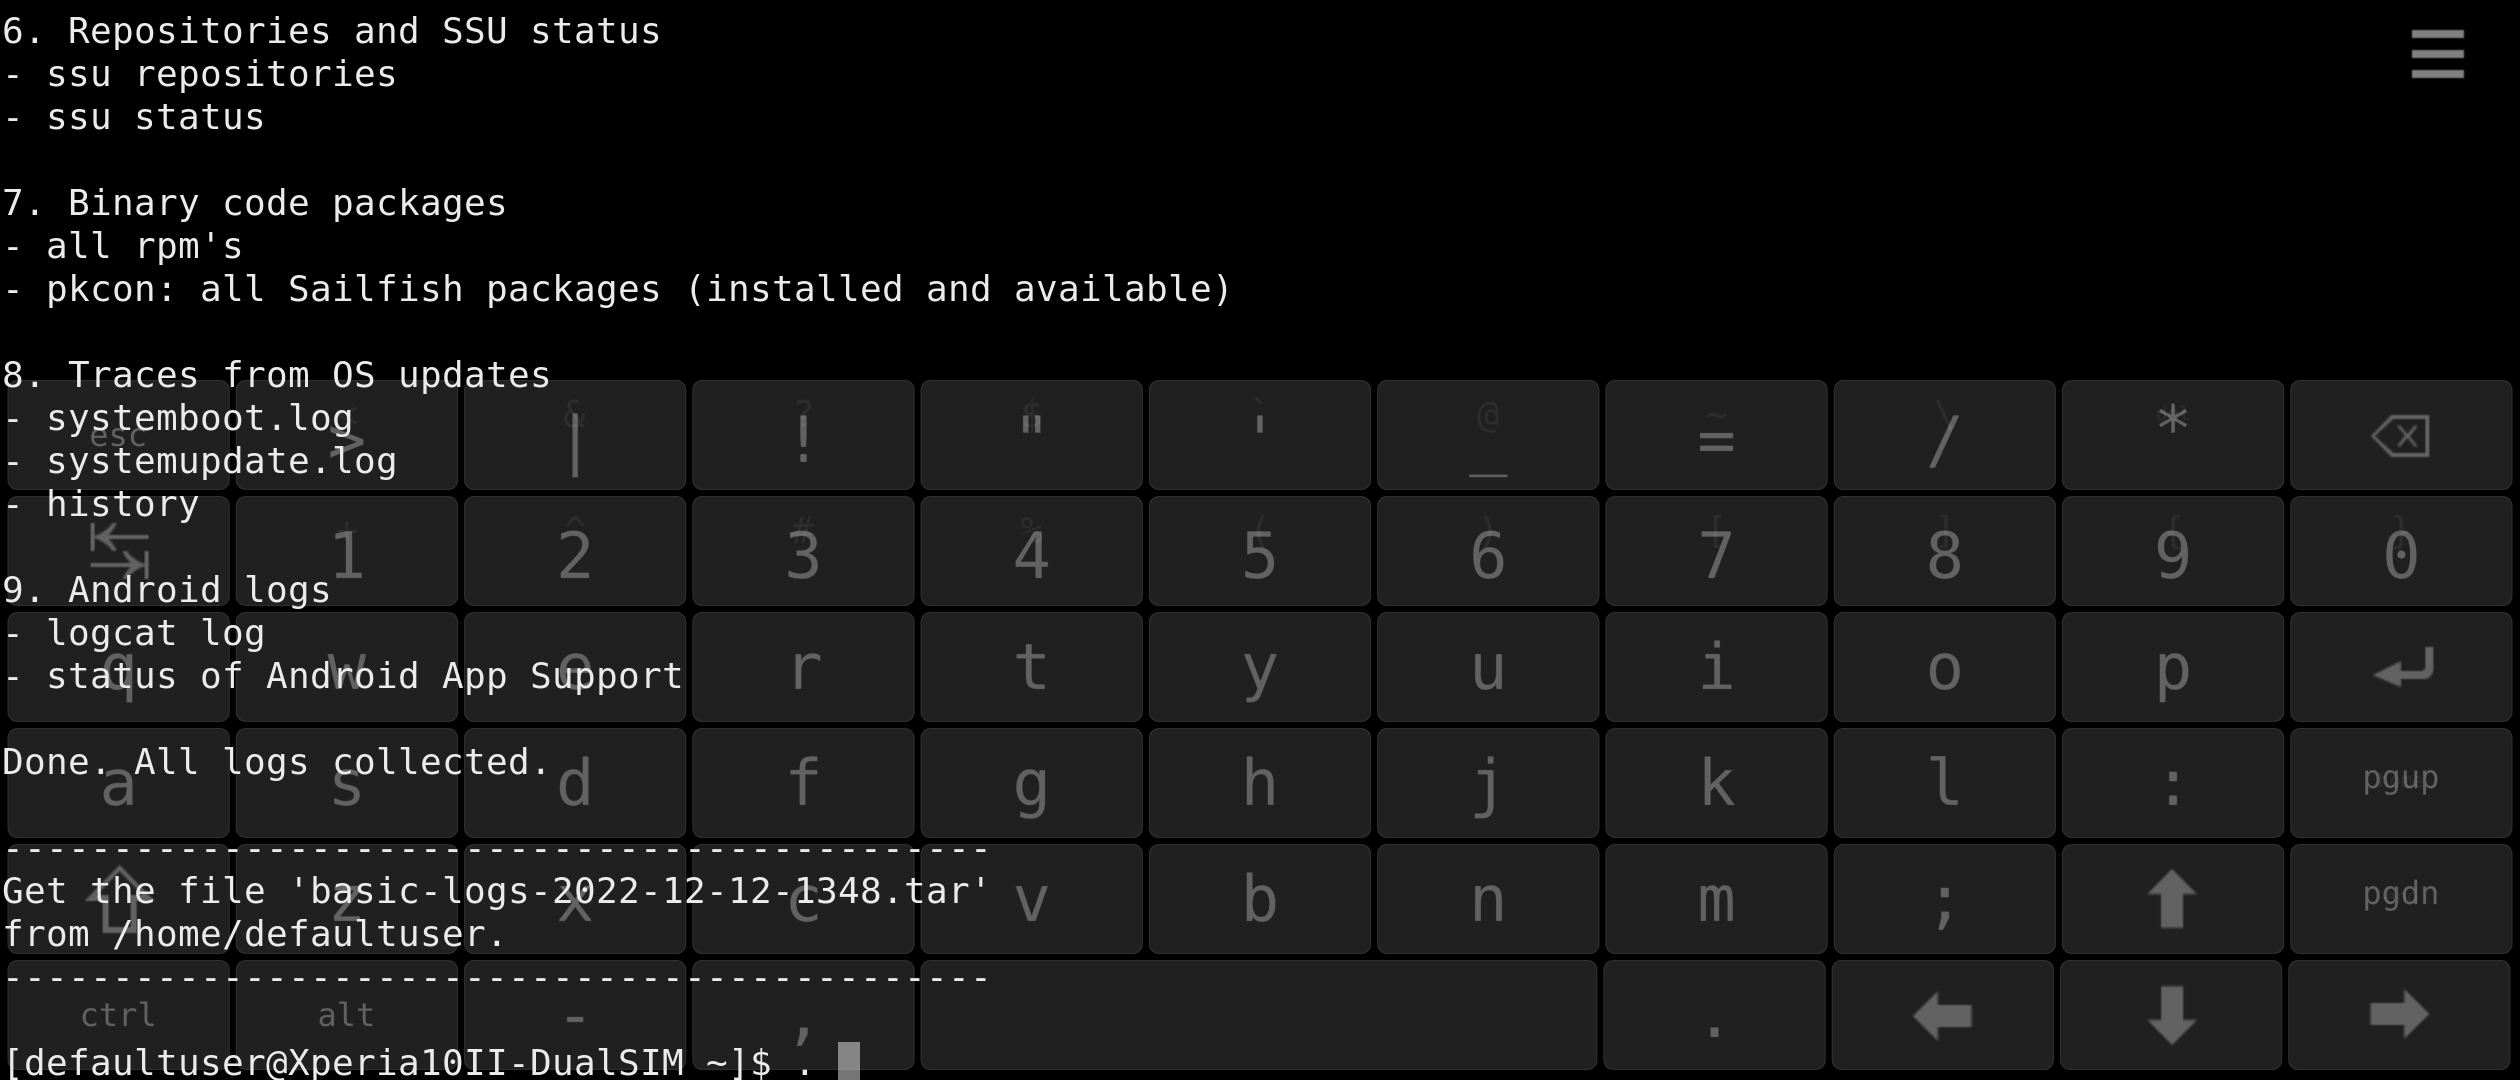 6. Repositories and SSU status
- ssu repositories
- ssu status
7. Binary code packages
- all rpm's
- pkcon: all Sailfish packages (installed and available)
8. Traces from OS updates
- systemboot.log
- systemupdate.log
- history
9. Android logs
- logcat log
- status of Android App Support
Done. All logs collected.
---------------------------------------------
Get the file 'basic-logs-2022-12-12-1348.tar'
from /home/defaultuser.
---------------------------------------------
[defaultuser@Xperia10II-DualSIM ~]$ .
esc > & | ? ! $ " ` ' @ _ ~ = \ / *
1 ^ 2 # 3 % 4 ( 5 ) 6 [ 7 ] 8 { 9 } 0
q w e r t y u i o p
a s d f g h j k l : pgup
z x c v b n m ; pgdn
ctrl alt - , .